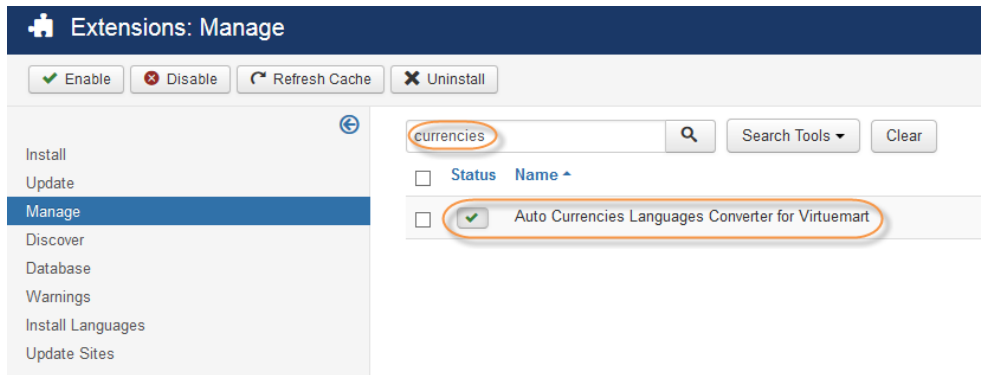 Extensions: Manage
Enable Disable Refresh Cache Uninstall
Install
Update
Manage
Discover
Database
Warnings
Install Languages
Update Sites
currencies Search Tools Clear
Status Name
Auto Currencies Languages Converter for Virtuemart